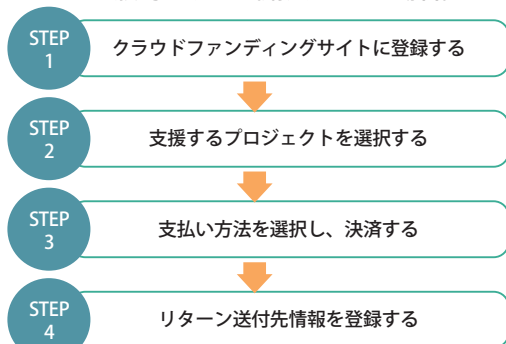 STEP
1
クラウドファンディングサイトに登録する
STEP
2
支援するプロジェクトを選択する
STEP
3
支払い方法を選択し、決済する
STEP
4
リターン送付先情報を登録する